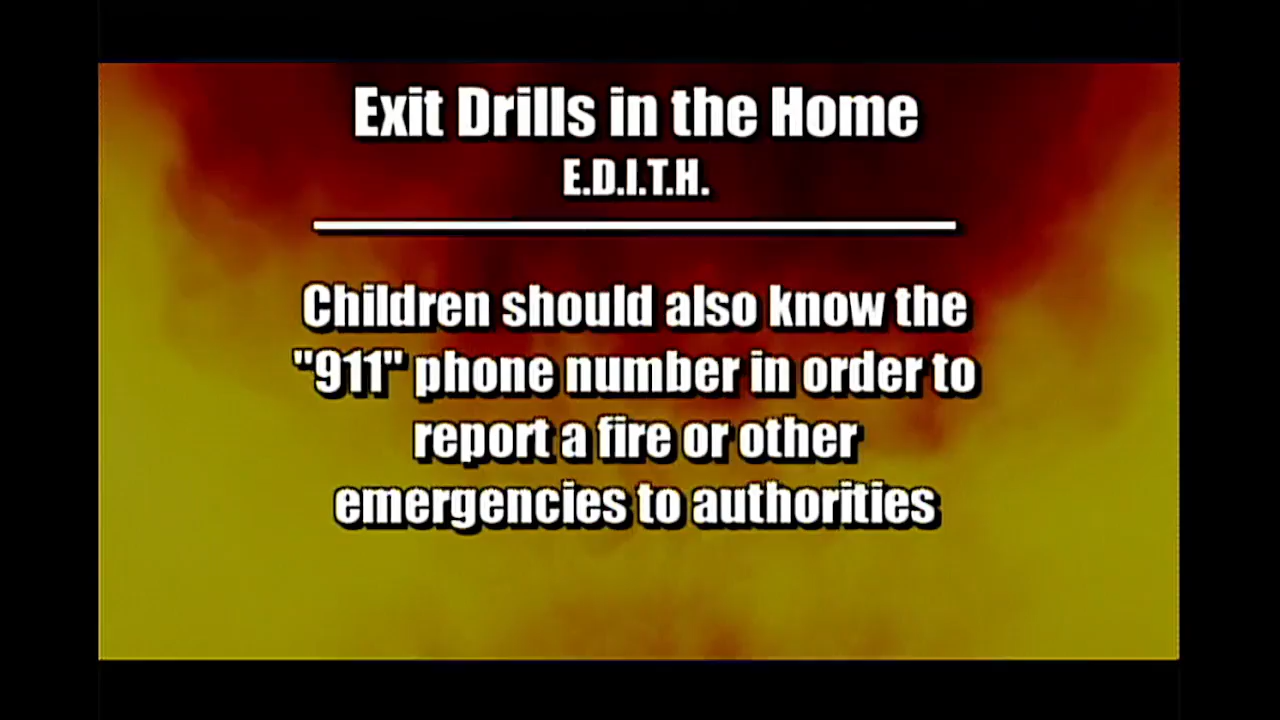 Exit Drills in the Home
E.D.I.T.H.
Children should also know the
"911" phone number in order to
report a fire or other
emergencies to authorities